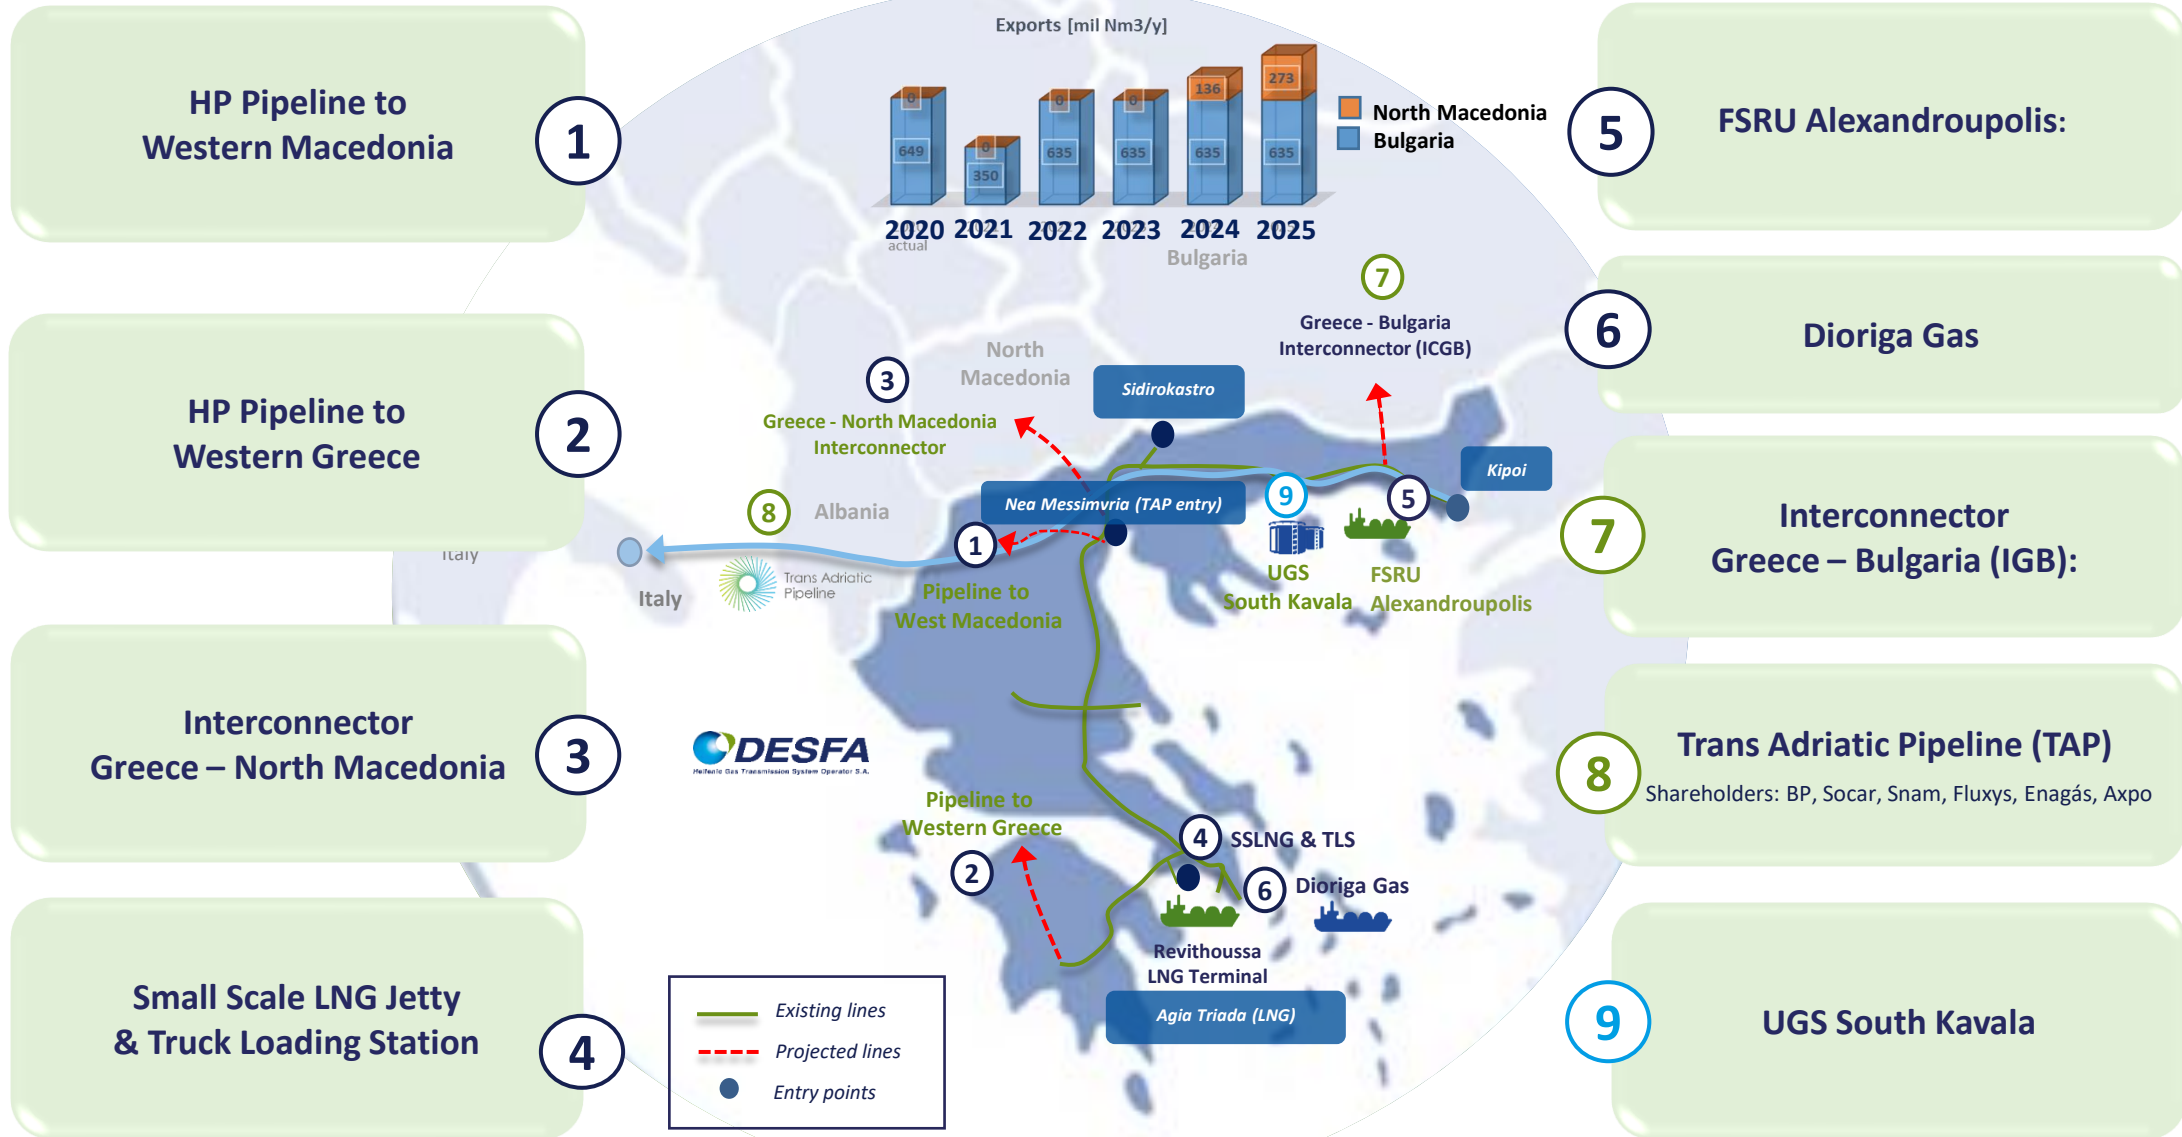 HP Pipeline to
Western Macedonia
1
HP Pipeline to
Western Greece
2
Interconnector
Greece – North Macedonia
3
Small Scale LNG Jetty
& Truck Loading Station
4
Exports [mil Nm3/y]
0
649
0
350
0
635
0
635
136
635
273
635
North Macedonia
Bulgaria
2020
2021
2022
2023
2024
2025
actual
Bulgaria
7
Greece - Bulgaria
Interconnector (ICGB)
North
Macedonia
3
Greece - North Macedonia
Interconnector
Sidirokastro
Kipoi
Nea Messimvria (TAP entry)
8
Albania
1
9
5
Italy
Italy
Trans Adriatic
Pipeline
Pipeline to
West Macedonia
UGS
South Kavala
FSRU
Alexandroupolis
DESFA
Hellenic Gas Transmission System Operator S.A.
Pipeline to
Western Greece
2
4
SSLNG & TLS
6
Dioriga Gas
Revithoussa
LNG Terminal
Agia Triada (LNG)
Existing lines
Projected lines
Entry points
5
FSRU Alexandroupolis:
6
Dioriga Gas
7
Interconnector
Greece – Bulgaria (IGB):
8
Trans Adriatic Pipeline (TAP)
Shareholders: BP, Socar, Snam, Fluxys, Enagás, Axpo
9
UGS South Kavala